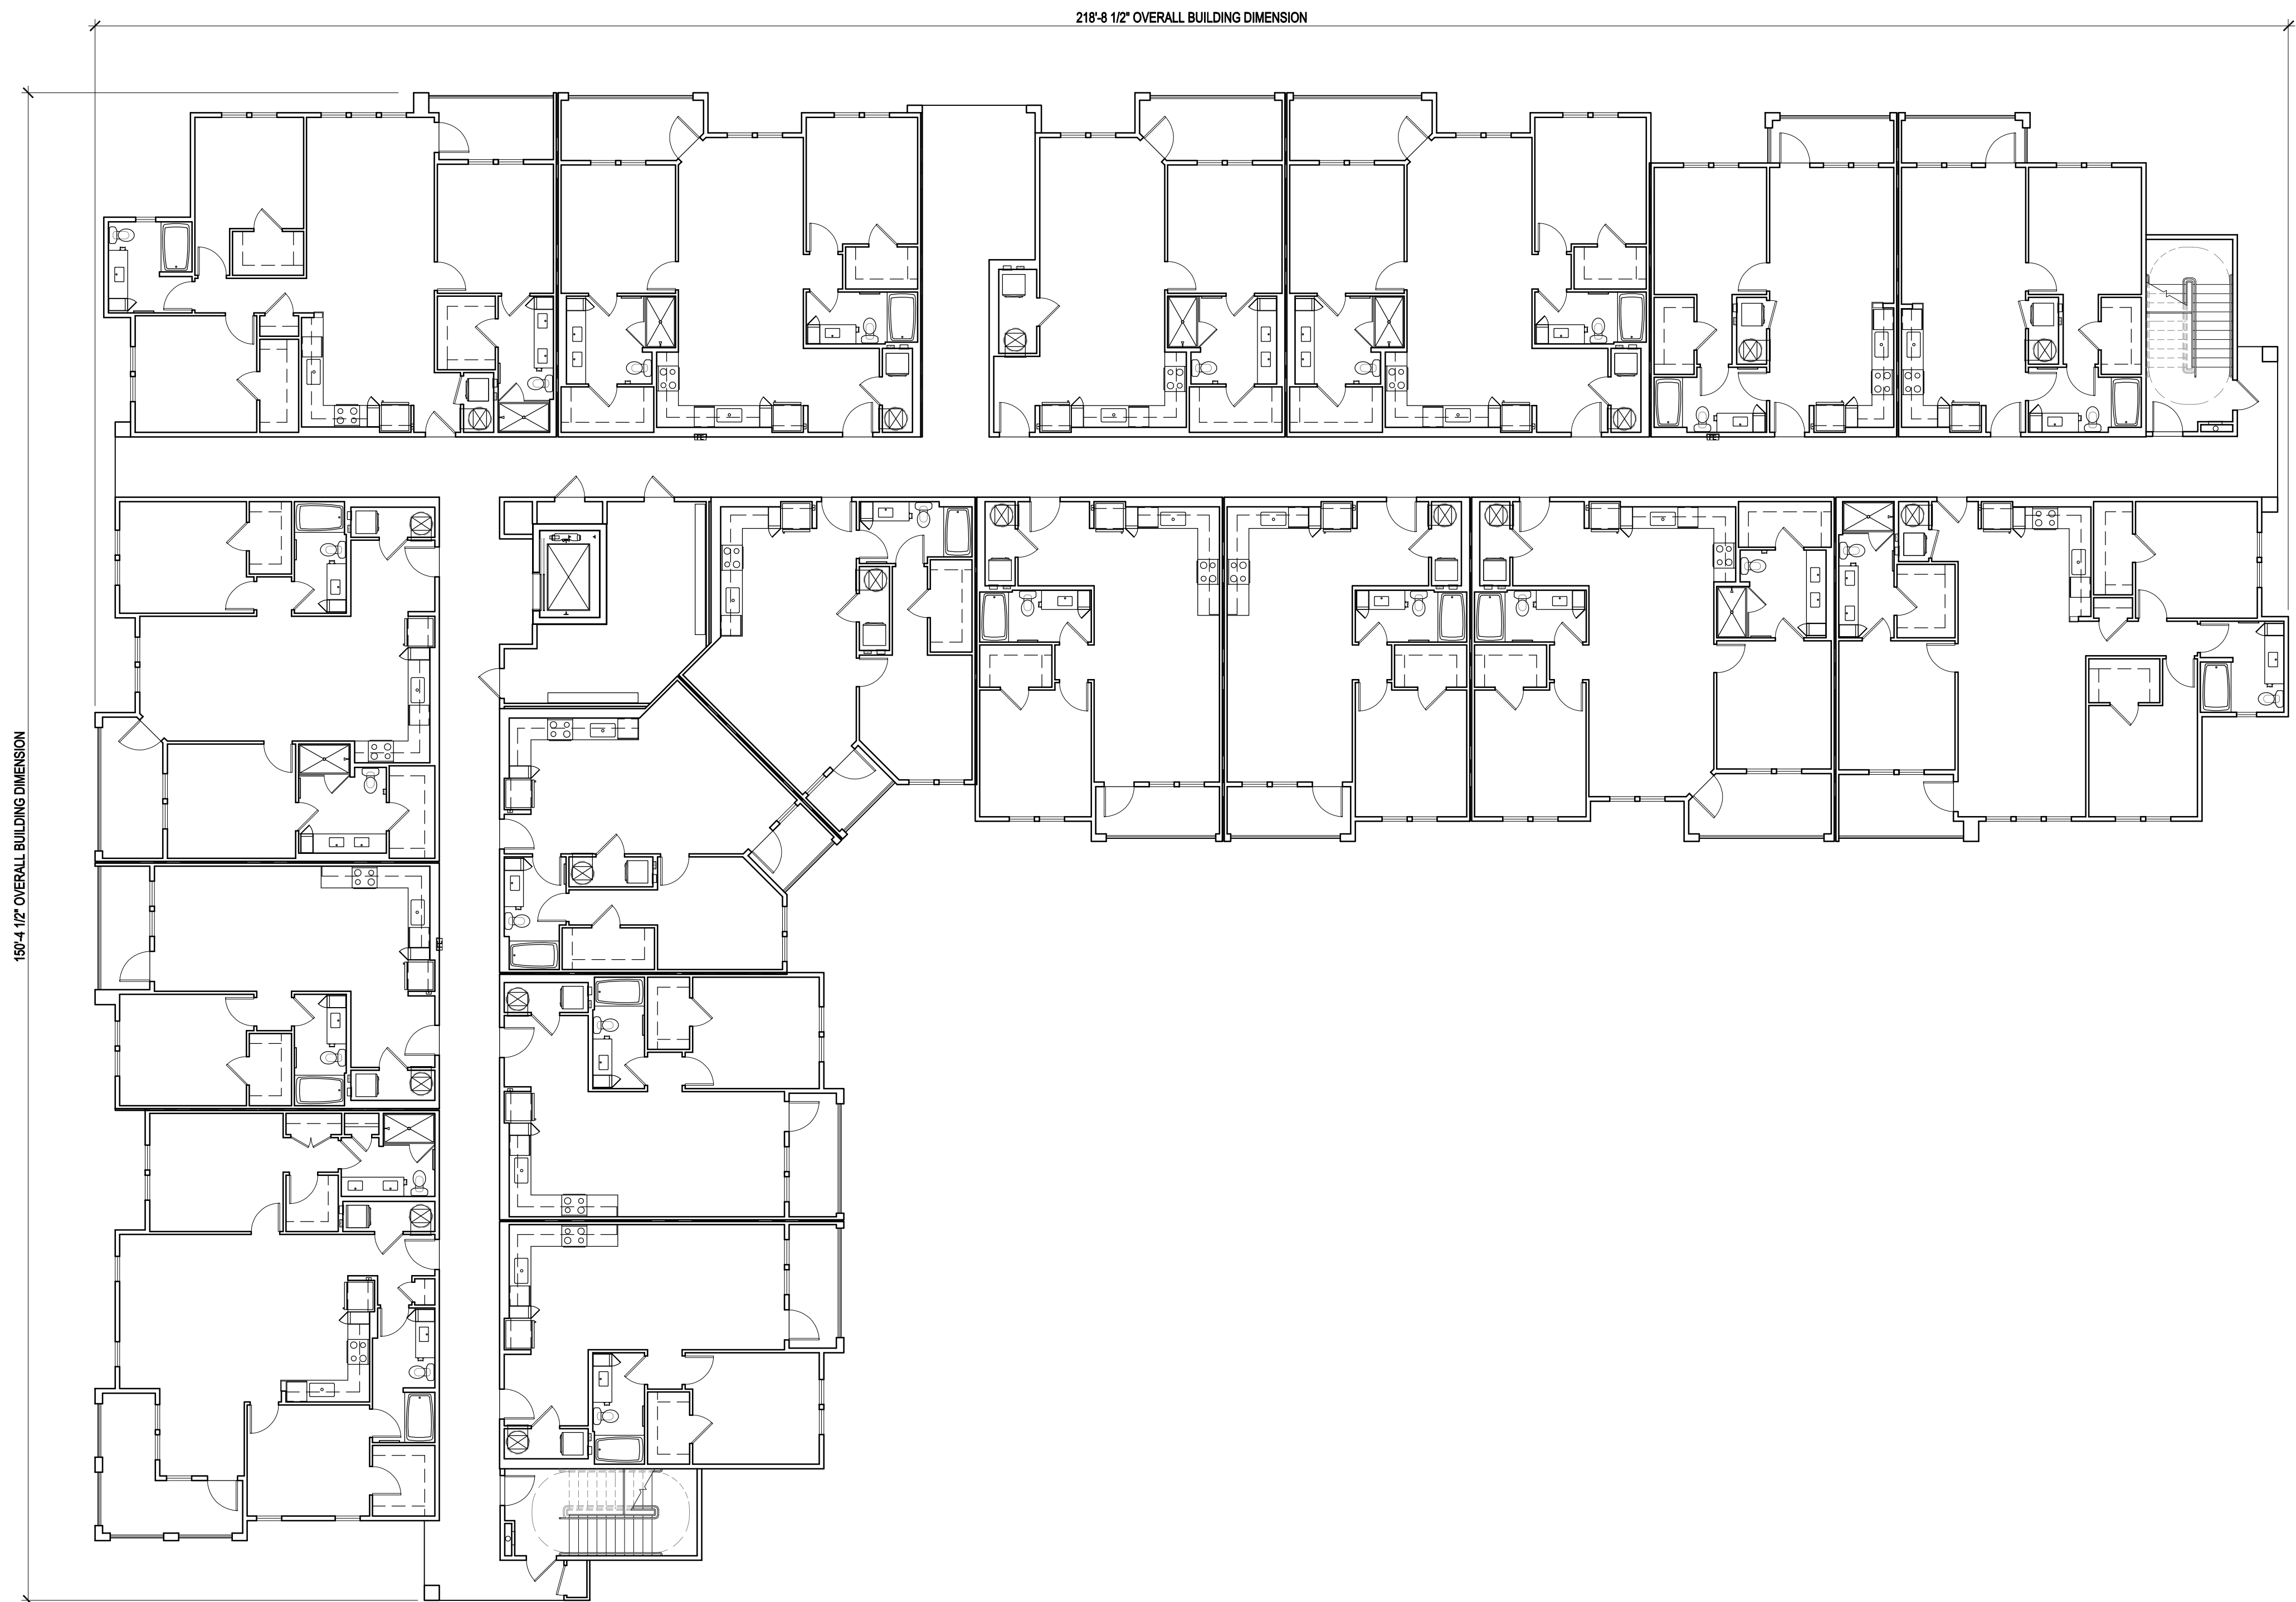 218'-8 1/2" OVERALL BUILDING DIMENSION
150'-4 1/2" OVERALL BUILDING DIMENSION